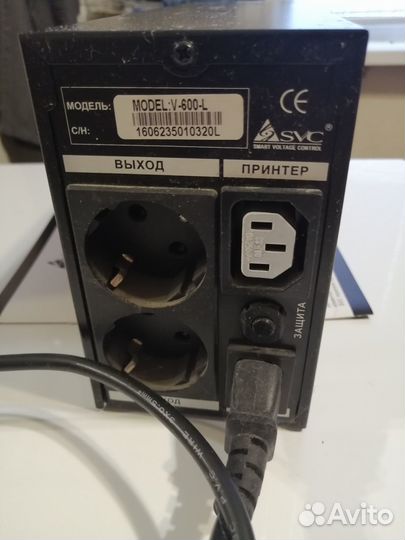 МОДЕЛЬ: MODEL:V-600-L
С/Н: 1606235010320L
CE
SVC®
SMART VOLTAGE CONTROL
ВЫХОД
ПРИНТЕР
ЗАЩИТА
Avito